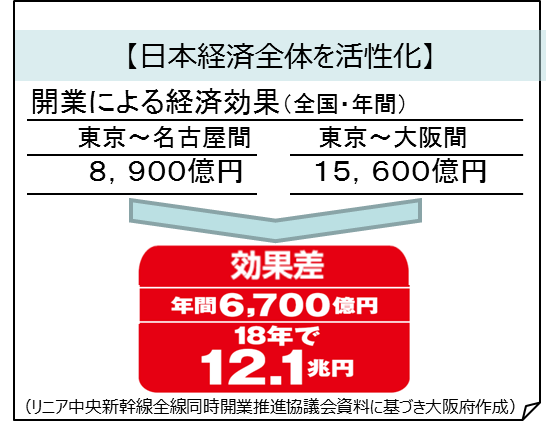 【日本経済全体を活性化】
開業による経済効果(全国・年間)
東京～名古屋間 東京～大阪間
８，９００億円 １５，６００億円
効果差
年間6,700億円
18年で
12.1兆円
(リニア中央新幹線全線同時開業推進協議会資料に基づき大阪府作成)